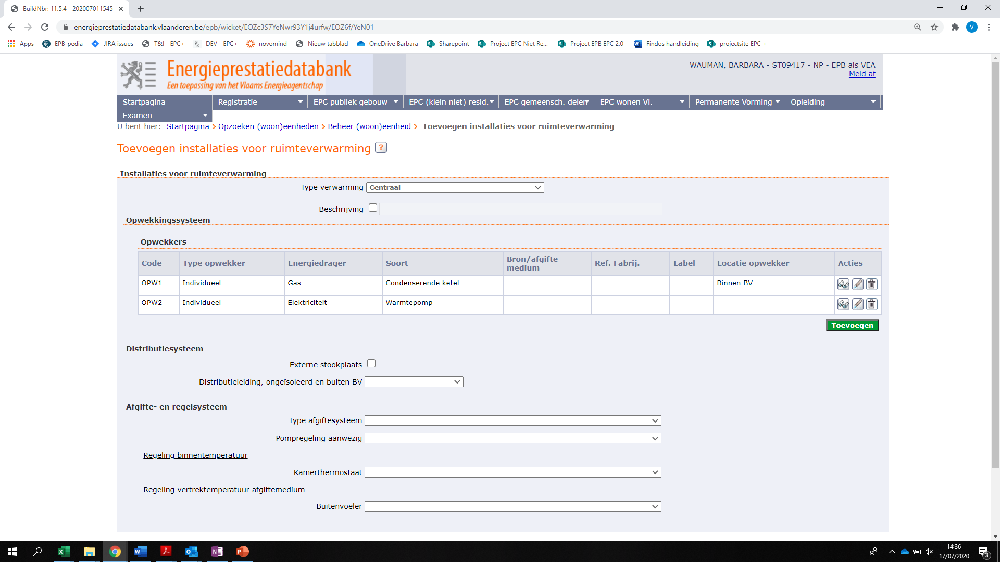 BuildNbr: 11.5.4 - 202007011545
energieprestatiedatabank.vlaanderen.be/epb/wicket/EOZc3S7YeNwr93Y1j4urfw/EOZ6f/YeN01
V
Apps EPB-pedia JIRA issues T&I - EPC+ DEV - EPC+ novomind Nieuw tabblad OneDrive Barbara Sharepoint Project EPC Niet Re... Project EPB EPC 2.0 Findos handleiding projectsite EPC +
Energieprestatiedatabank
Een toepassing van het Vlaams Energieagentschap
WAUMAN, BARBARA - ST09417 - NP - EPB als VEA
Meld af
Startpagina Registratie EPC publiek gebouw EPC (klein niet) resid. EPC gemeensch. delen EPC wonen Vl. Permanente Vorming Opleiding
Examen
U bent hier: Startpagina > Opzoeken (woon)eenheden > Beheer (woon)eenheid > Toevoegen installaties voor ruimteverwarming
Toevoegen installaties voor ruimteverwarming ?
Installaties voor ruimteverwarming
Type verwarming Centraal
Beschrijving
Opwekkingssysteem
Opwekkers
Code Type opwekker Energiedrager Soort Bron/afgifte medium Ref. Fabrij. Label Locatie opwekker Acties
OPW1 Individueel Gas Condenserende ketel Binnen BV
OPW2 Individueel Elektriciteit Warmtepomp
Toevoegen
Distributiesysteem
Externe stookplaats
Distributieleiding, ongeïsoleerd en buiten BV
Afgifte- en regelsysteem
Type afgiftesysteem
Pompregeling aanwezig
Regeling binnentemperatuur
Kamerthermostaat
Regeling vertrektemperatuur afgiftemedium
Buitenvoeler
14:36
17/07/2020
3